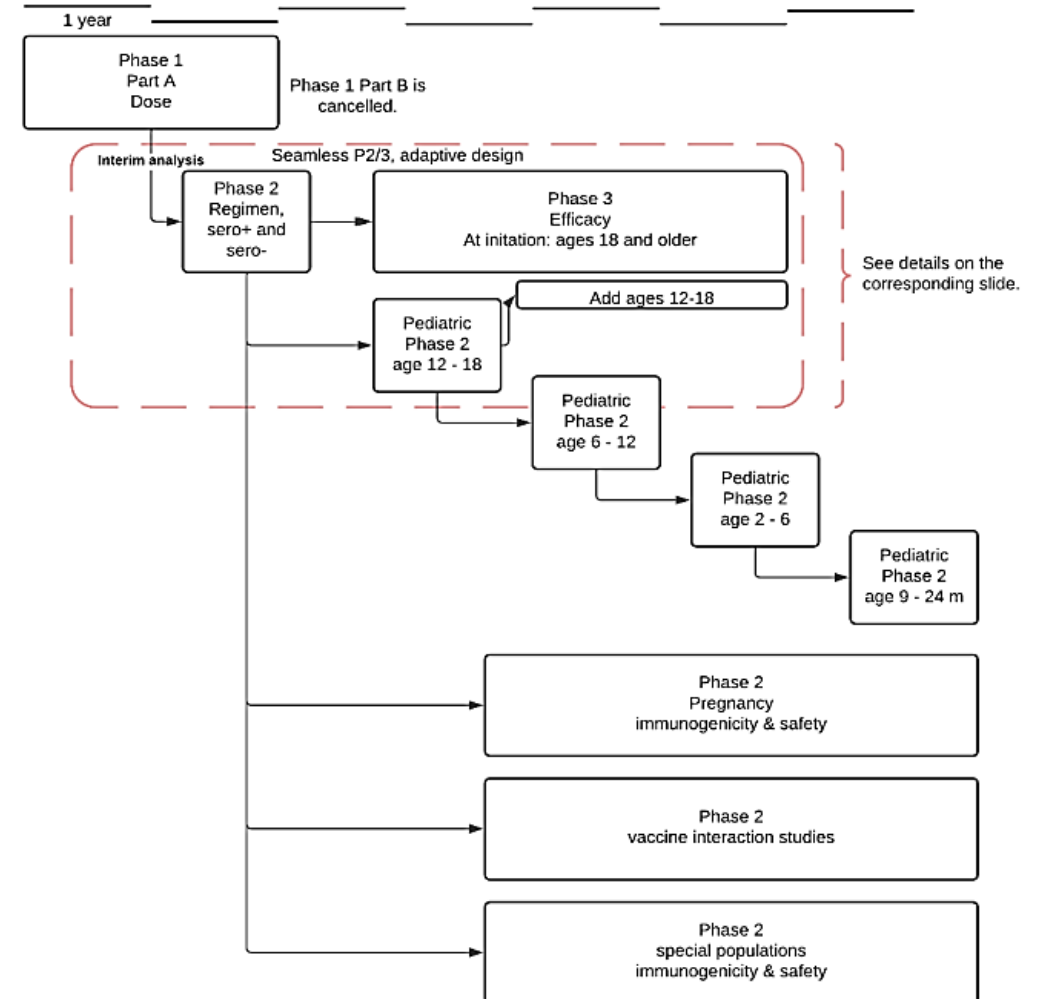 1 year
Phase 1
Part A
Dose
Phase 1 Part B is
cancelled.
Interim analysis
Seamless P2/3, adaptive design
Phase 2
Regimen,
sero+ and
sero-
Phase 3
Efficacy
At initation: ages 18 and older
See details on the
corresponding slide.
Add ages 12-18
Pediatric
Phase 2
age 12 - 18
Pediatric
Phase 2
age 6 - 12
Pediatric
Phase 2
age 2 - 6
Pediatric
Phase 2
age 9 - 24 m
Phase 2
Pregnancy
immunogenicity & safety
Phase 2
vaccine interaction studies
Phase 2
special populations
immunogenicity & safety